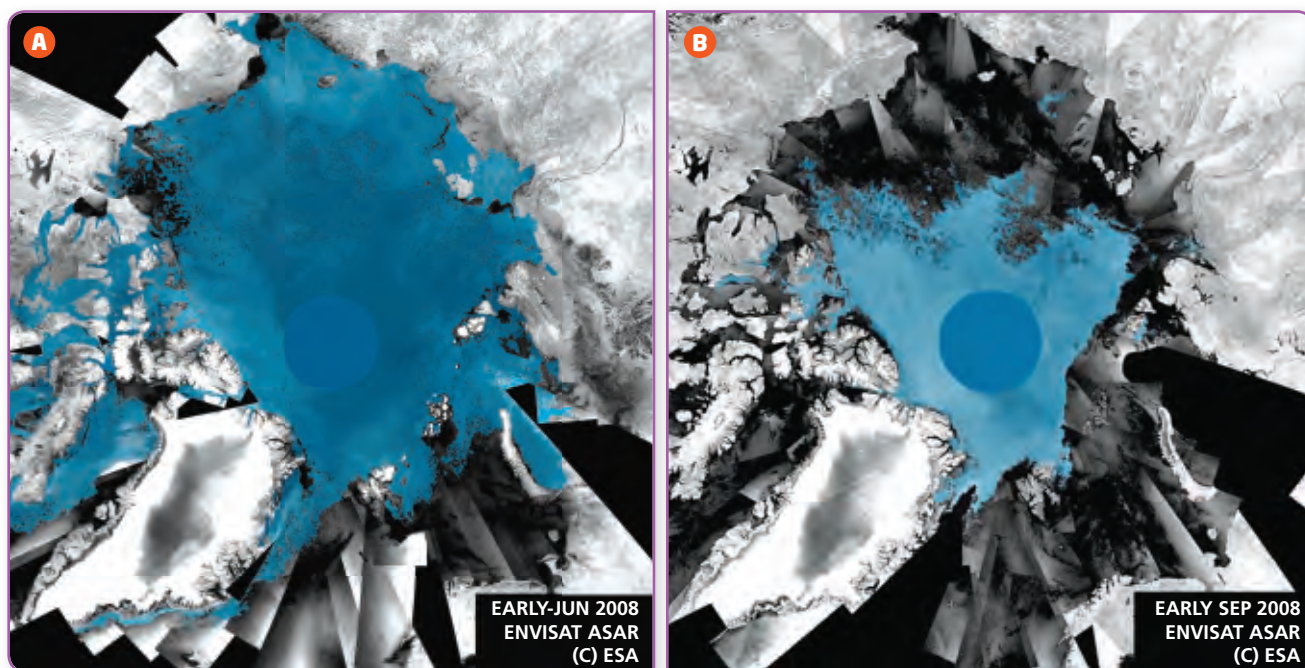 A
EARLY-JUN 2008
ENVISAT ASAR
(C) ESA
B
EARLY SEP 2008
ENVISAT ASAR
(C) ESA